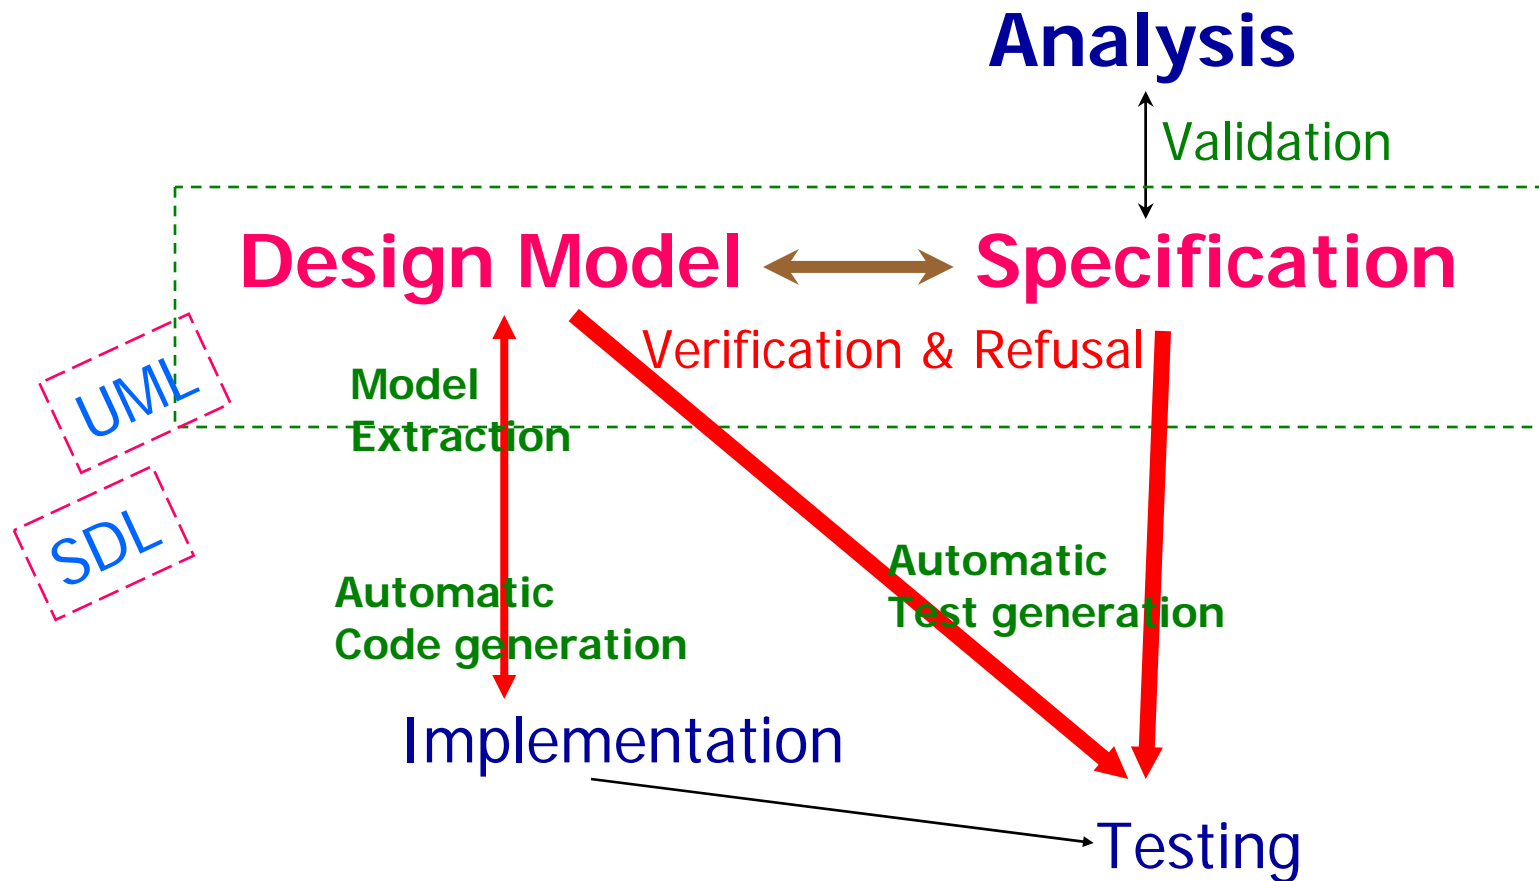 Analysis
Validation
Design Model
Specification
Verification & Refusal
Model
Extraction
UML
SDL
Automatic
Code generation
Automatic
Test generation
Implementation
Testing